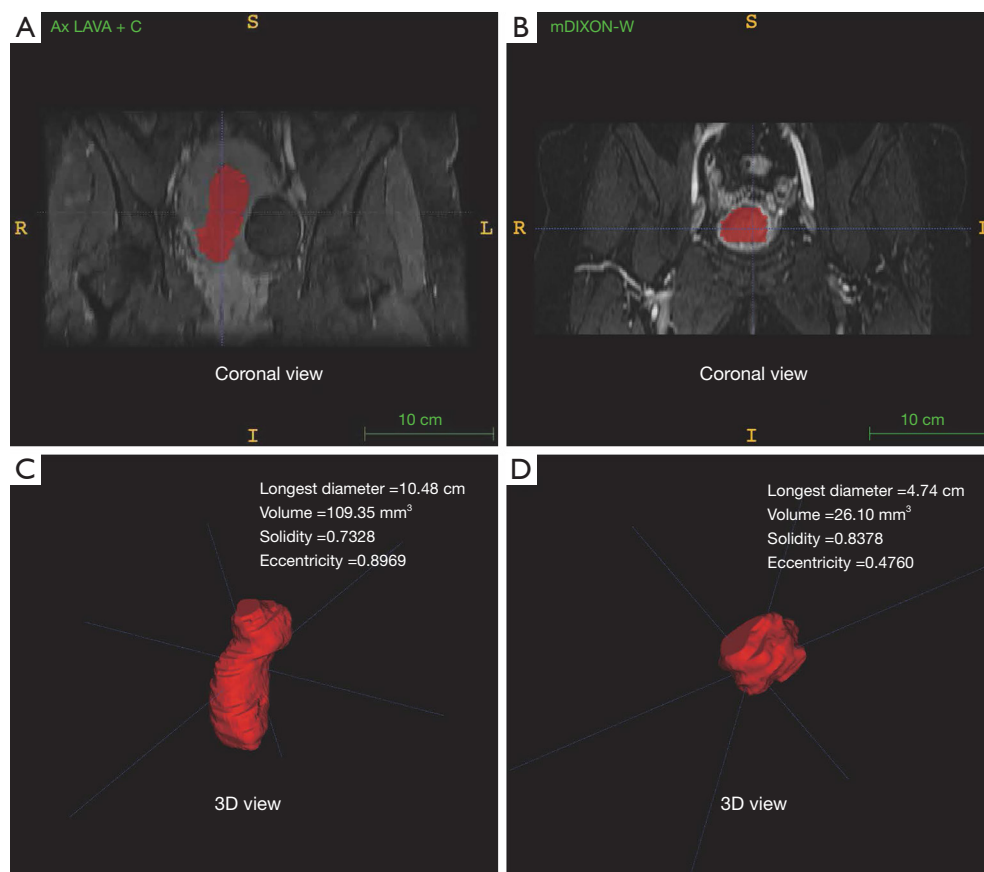 A
Ax LAVA + C
S
R
L
Coronal view
10 cm
I
B
mDIXON-W
S
R
Coronal view
10 cm
I
C
Longest diameter =10.48 cm
Volume =109.35 mm³
Solidity =0.7328
Eccentricity =0.8969
3D view
D
Longest diameter =4.74 cm
Volume =26.10 mm³
Solidity =0.8378
Eccentricity =0.4760
3D view